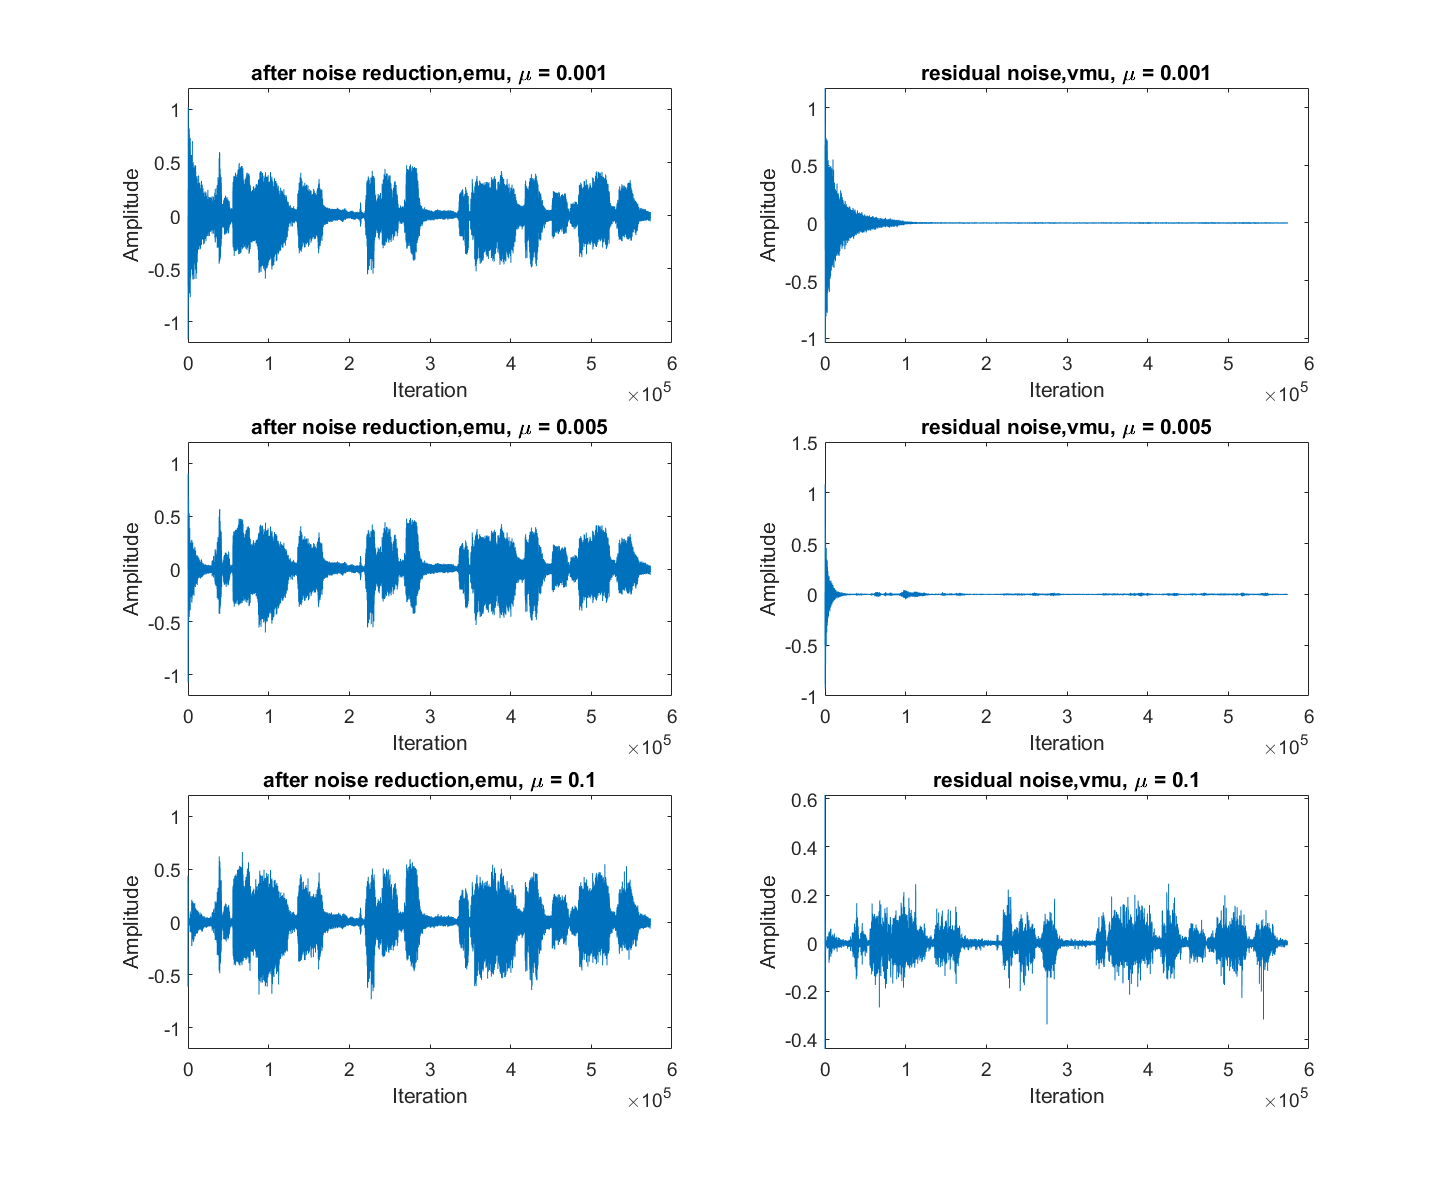 after noise reduction,emu, μ = 0.001
1
0.5
0
-0.5
-1
Amplitude
0 1 2 3 4 5 6
Iteration
×10^5
residual noise,vmu, μ = 0.001
1
0.5
0
-0.5
-1
Amplitude
0 1 2 3 4 5 6
Iteration
×10^5
after noise reduction,emu, μ = 0.005
1
0.5
0
-0.5
-1
Amplitude
0 1 2 3 4 5 6
Iteration
×10^5
residual noise,vmu, μ = 0.005
1.5
1
0.5
0
-0.5
-1
Amplitude
0 1 2 3 4 5 6
Iteration
×10^5
after noise reduction,emu, μ = 0.1
1
0.5
0
-0.5
-1
Amplitude
0 1 2 3 4 5 6
Iteration
×10^5
residual noise,vmu, μ = 0.1
0.6
0.4
0.2
0
-0.2
-0.4
Amplitude
0 1 2 3 4 5 6
Iteration
×10^5